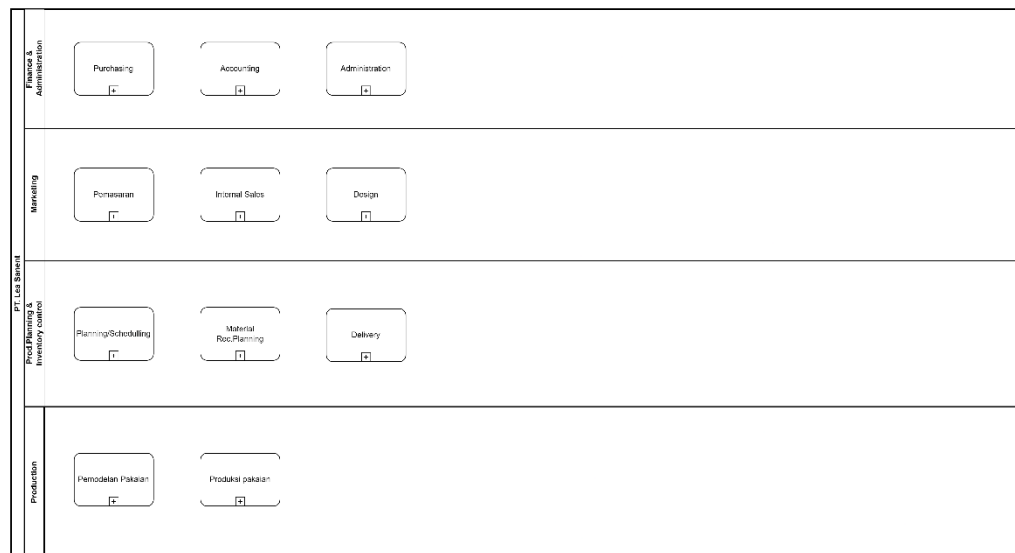 PT. Lea Sanent
Finance &
Administration
Purchasing
Accounting
Administration
Marketing
Pemasaran
Internal Sales
Design
Prod.Planning &
Inventory control
Planning/Schedulling
Material
Rec.Planning
Delivery
Production
Pemodelan Pakaian
Produksi pakaian